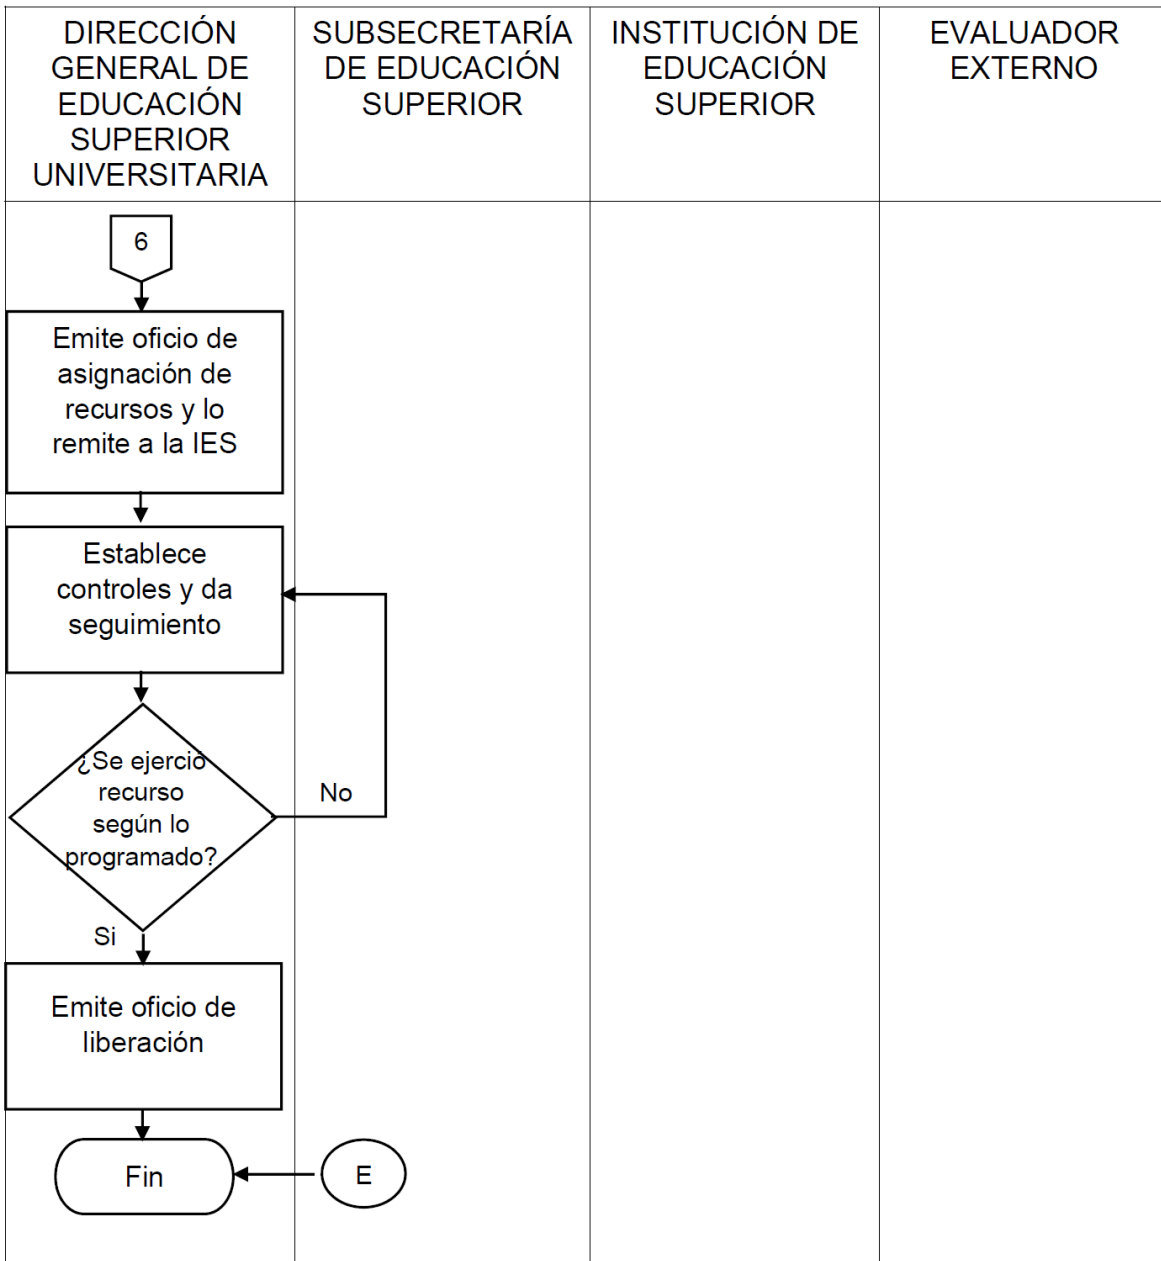 DIRECCIÓN
GENERAL DE
EDUCACIÓN
SUPERIOR
UNIVERSITARIA
SUBSECRETARÍA
DE EDUCACIÓN
SUPERIOR
INSTITUCIÓN DE
EDUCACIÓN
SUPERIOR
EVALUADOR
EXTERNO
6
Emite oficio de
asignación de
recursos y lo
remite a la IES
Establece
controles y da
seguimiento
¿Se ejerció
recurso
según lo
programado?
No
Si
Emite oficio de
liberación
Fin
E